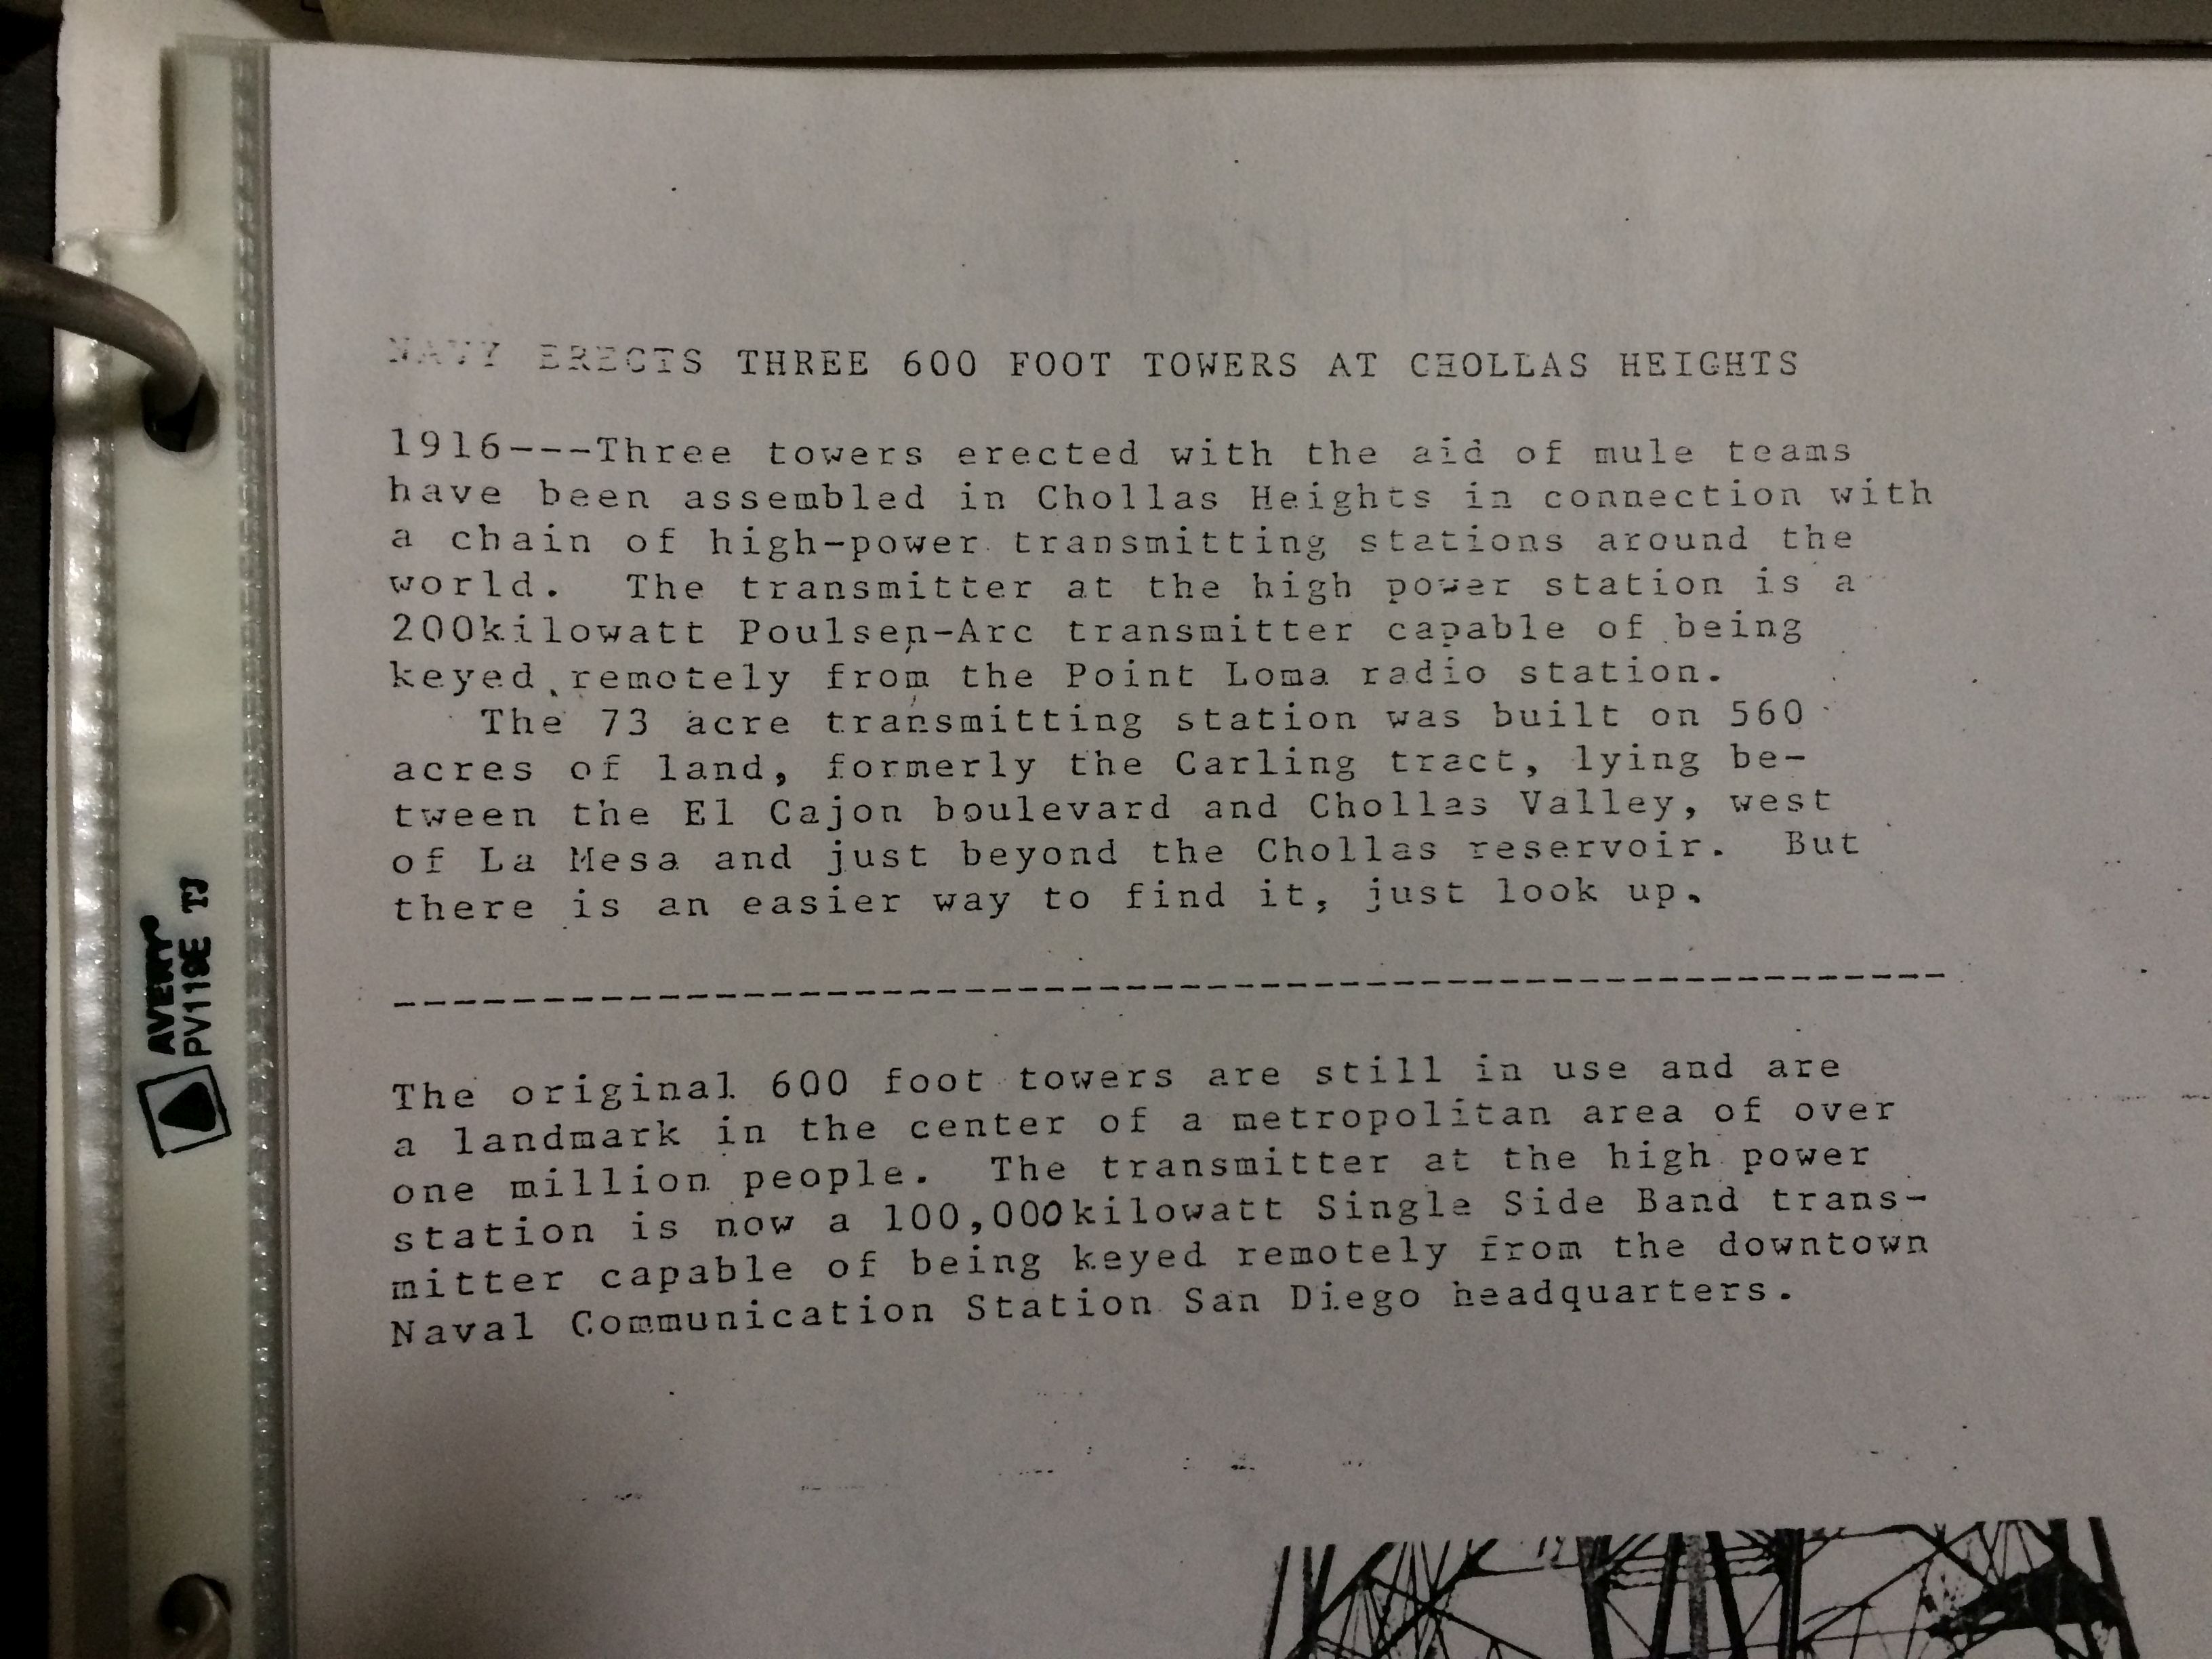 NAVY ERECTS THREE 600 FOOT TOWERS AT CHOLLAS HEIGHTS
1916---Three towers erected with the aid of mule teams
have been assembled in Chollas Heights in connection with
a chain of high-power transmitting stations around the
world. The transmitter at the high power station is a
200kilowatt Poulsen-Arc transmitter capable of being
keyed remotely from the Point Loma radio station.
The 73 acre transmitting station was built on 560
acres of land, formerly the Carling tract, lying be-
tween the El Cajon boulevard and Chollas Valley, west
of La Mesa and just beyond the Chollas reservoir. But
there is an easier way to find it, just look up.
----------------------------------------------------
The original 600 foot towers are still in use and are
a landmark in the center of a metropolitan area of over
one million people. The transmitter at the high power
station is now a 100,000kilowatt Single Side Band trans-
mitter capable of being keyed remotely from the downtown
Naval Communication Station San Diego headquarters.
AVERY®
PV119E TJ